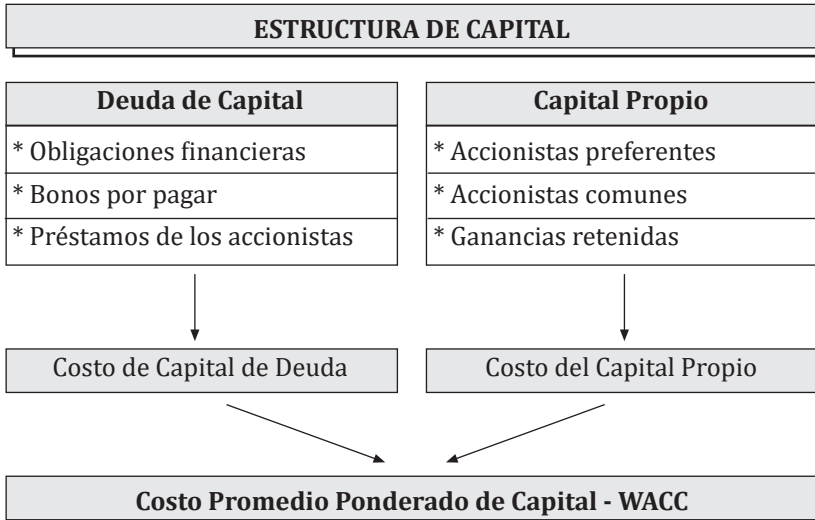 ESTRUCTURA DE CAPITAL
Deuda de Capital
* Obligaciones financieras
* Bonos por pagar
* Préstamos de los accionistas
Capital Propio
* Accionistas preferentes
* Accionistas comunes
* Ganancias retenidas
Costo de Capital de Deuda
Costo del Capital Propio
Costo Promedio Ponderado de Capital - WACC